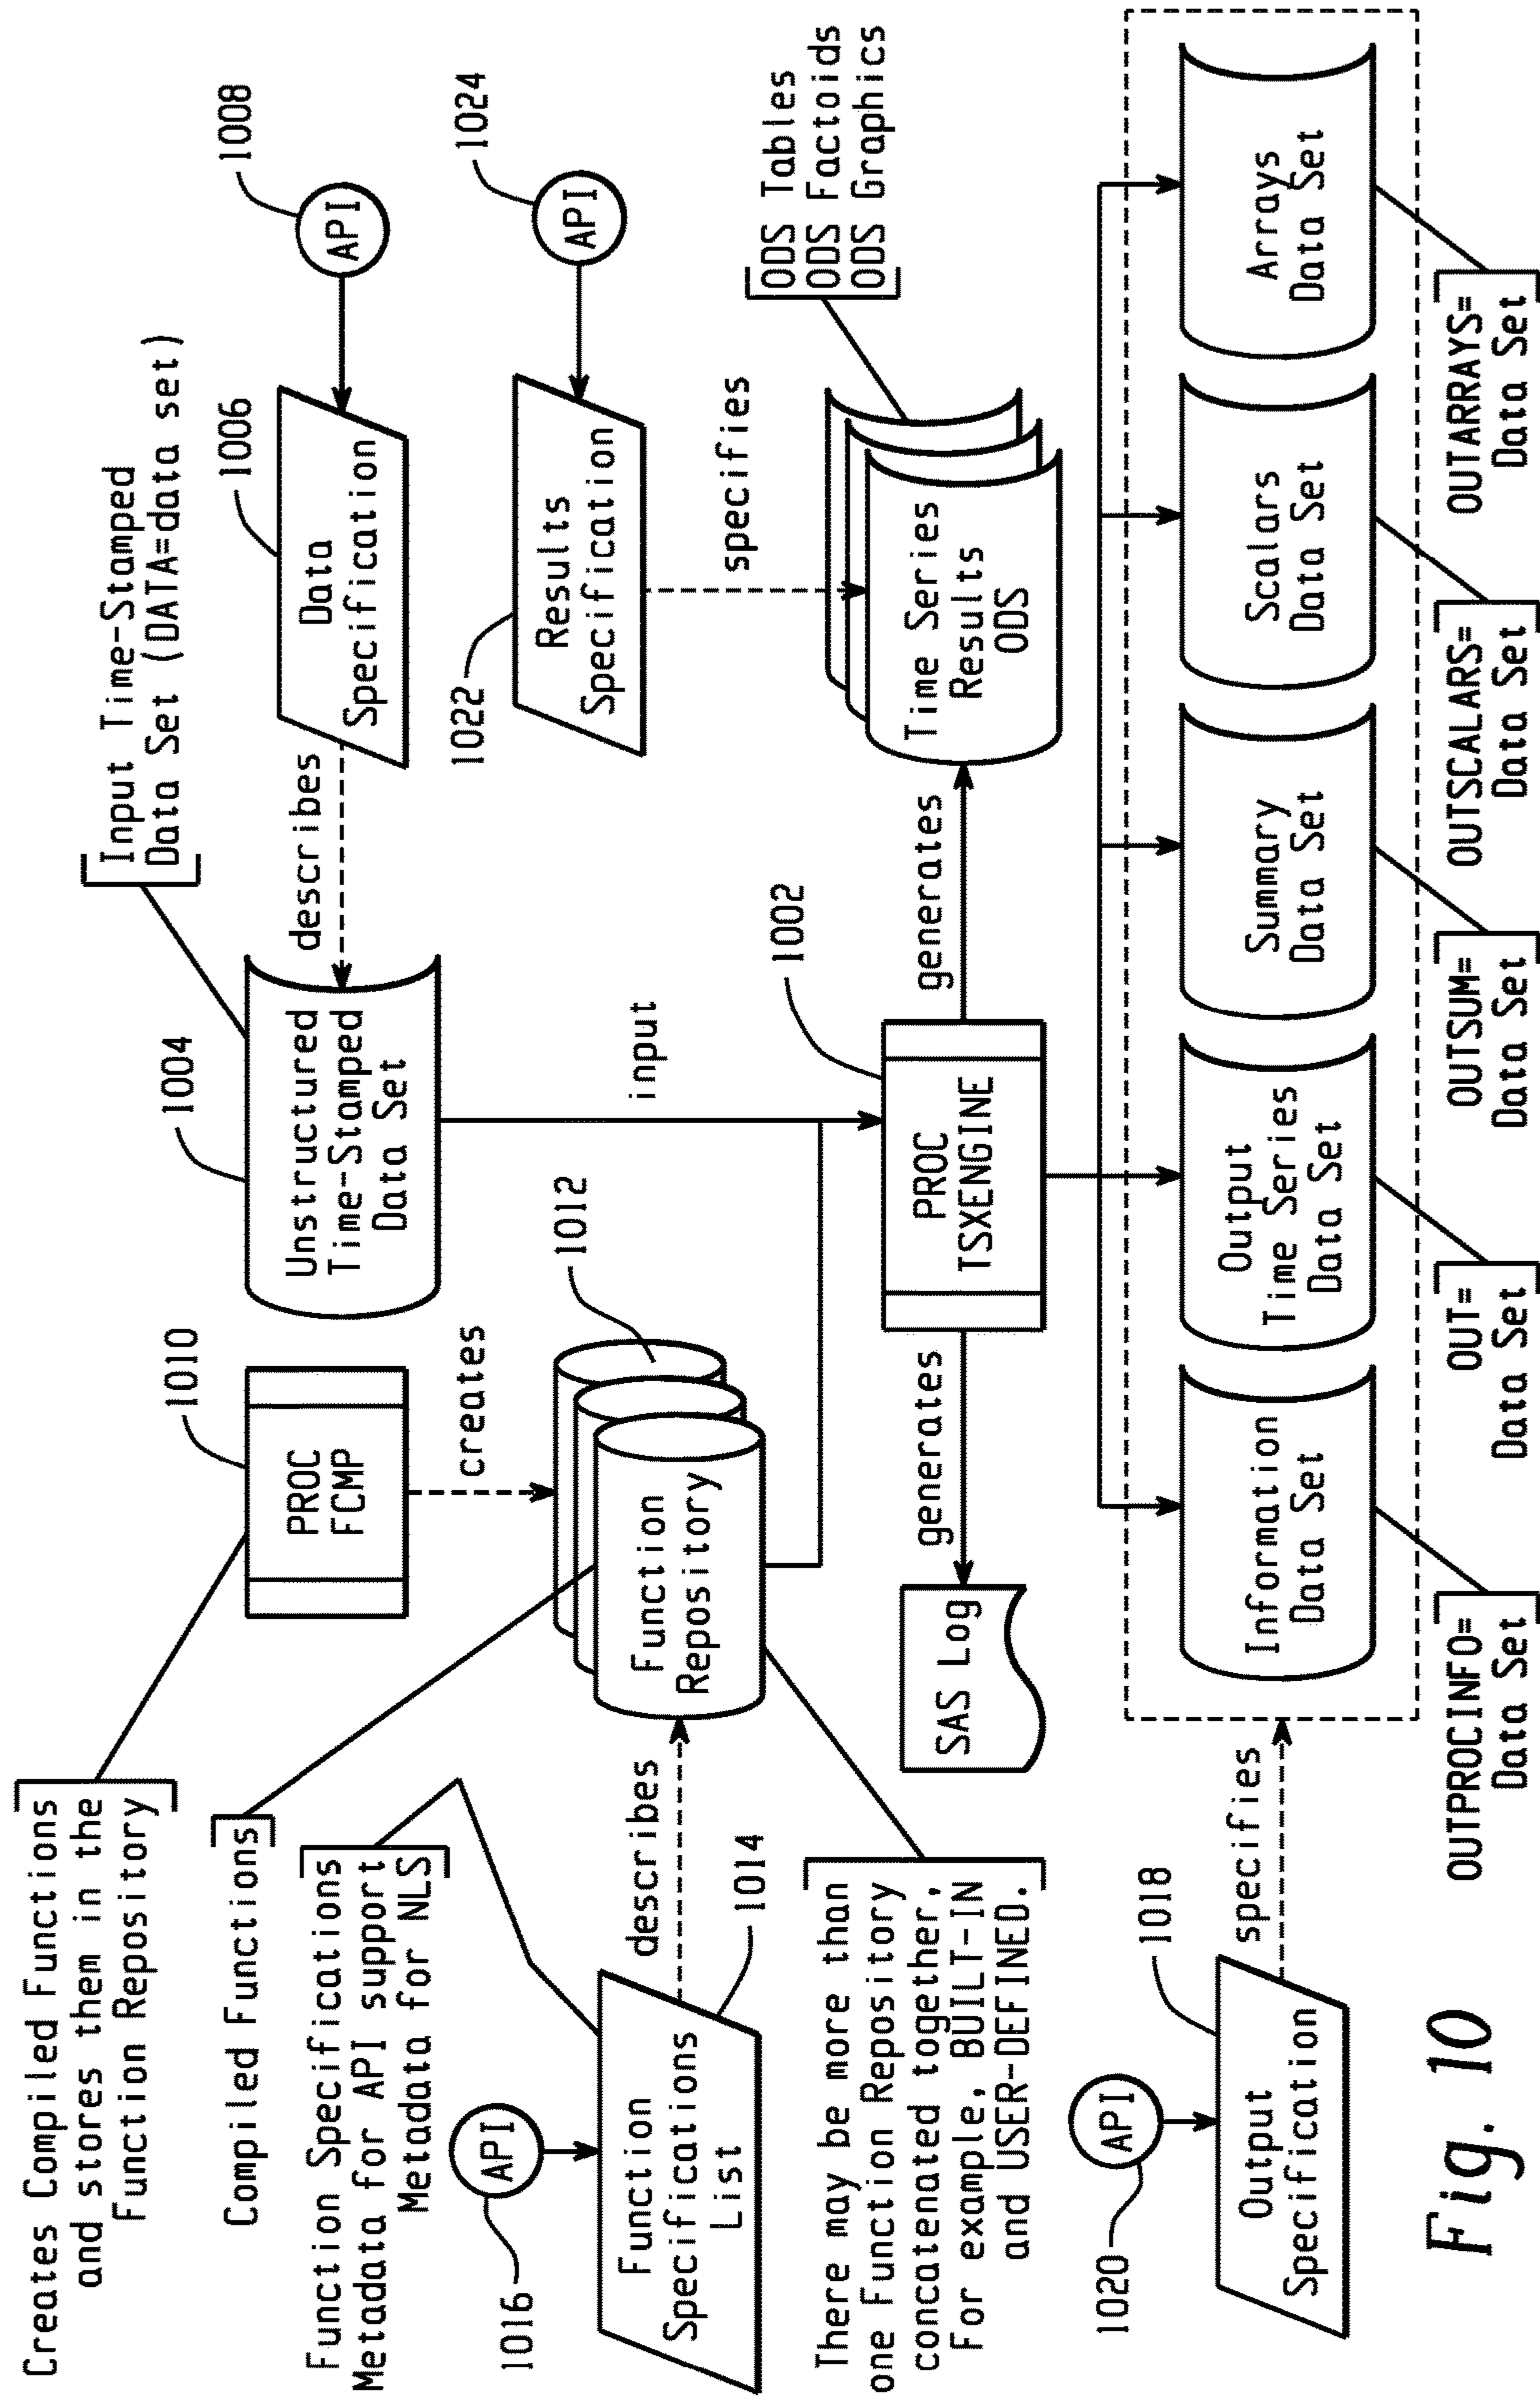 Creates Compiled Functions
and stores them in the
Function Repository
1010
PROC
FCMP
creates
Compiled Functions
Function Specifications
Metadata for API support
Metadata for NLS
API
1016
Function
Specifications
List
1014
describes
Function
Repository
1012
There may be more than
one Function Repository
concatenated together,
For example, BUILT-IN
and USER-DEFINED.
Input Time-Stamped
Data Set (DATA=data set)
1004
Unstructured
Time-Stamped
Data Set
describes
1006
Data
Specification
API
1008
input
1022
Results
Specification
API
1024
specifies
ODS Tables
ODS Factoids
ODS Graphics
1002
PROC
TSXENGINE
generates
Time Series
Results
ODS
generates
SAS Log
API
1020
Output
Specification
1018
specifies
Information
Data Set
Output
Time Series
Data Set
Summary
Data Set
Scalars
Data Set
Arrays
Data Set
OUTPROCINFO=
Data Set
OUT=
Data Set
OUTSUM=
Data Set
OUTSCALARS=
Data Set
OUTARRAYS=
Data Set
Fig. 10